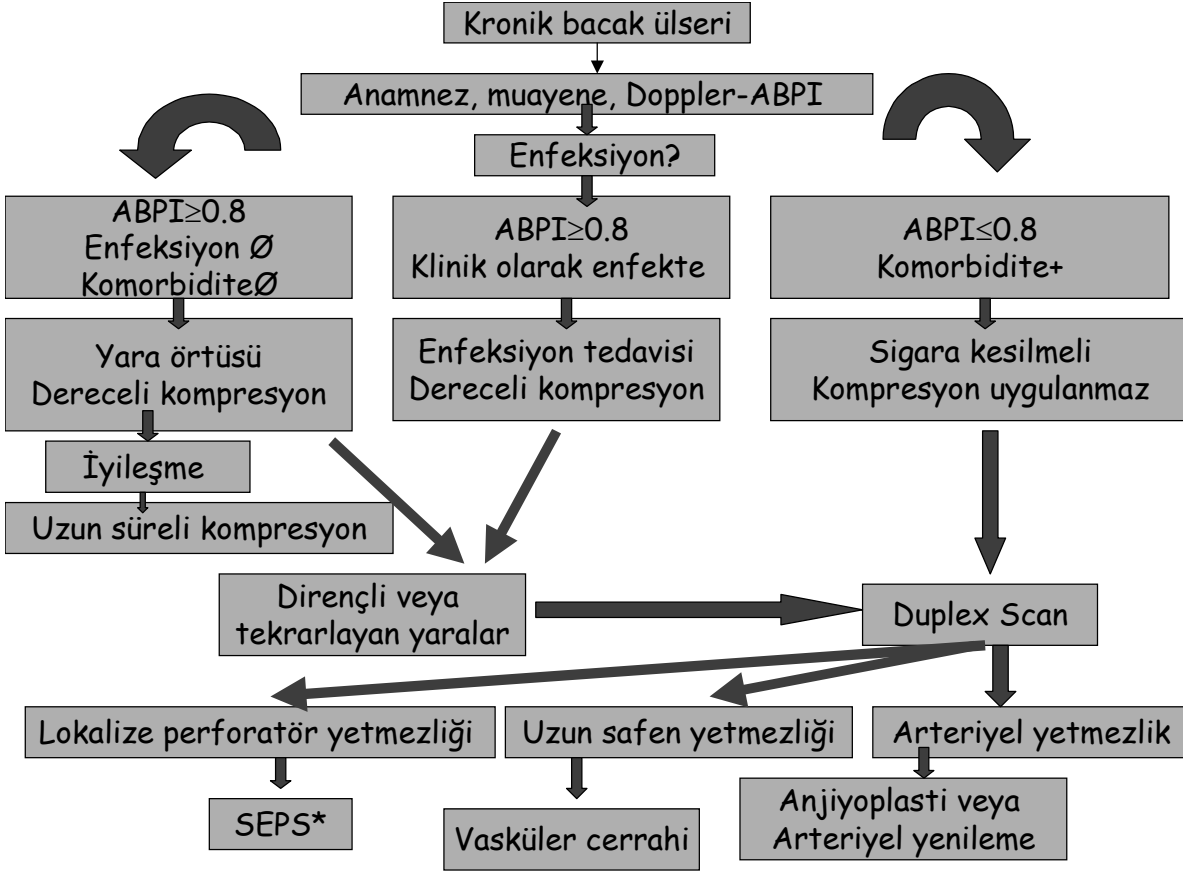 Kronik bacak ülseri
Anamnez, muayene, Doppler-ABPI
Enfeksiyon?
ABPI≥0.8
Enfeksiyon Ø
KomorbiditeØ
ABPI≥0.8
Klinik olarak enfekte
ABPI≤0.8
Komorbidite+
Yara örtüsü
Dereceli kompresyon
Enfeksiyon tedavisi
Dereceli kompresyon
Sigara kesilmeli
Kompresyon uygulanmaz
İyileşme
Uzun süreli kompresyon
Dirençli veya
tekrarlayan yaralar
Duplex Scan
Lokalize perforatör yetmezliği
Uzun safen yetmezliği
Arteriyel yetmezlik
SEPS*
Vasküler cerrahi
Anjiyoplasti veya
Arteriyel yenileme